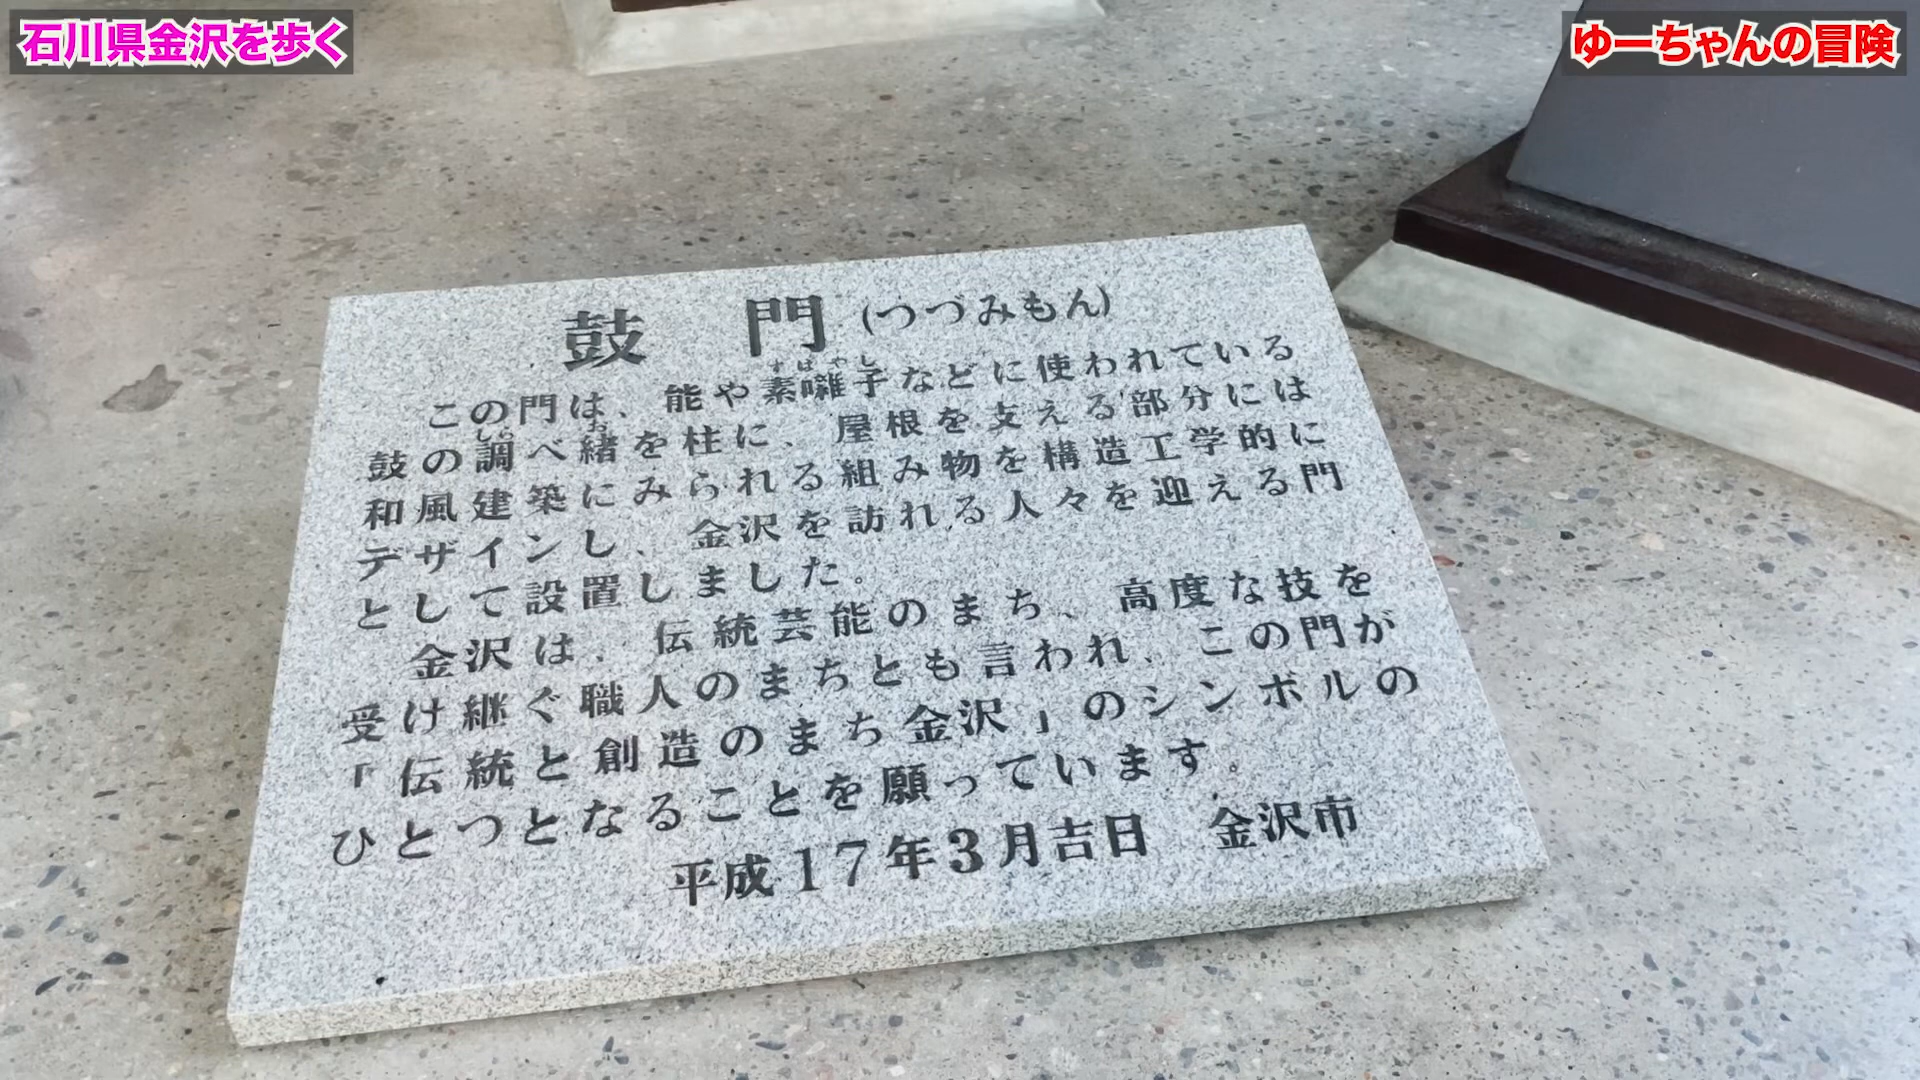 石川県金沢を歩く
ゆーちゃんの冒険
鼓 門 (つづみもん)
すばやし
この門は、能や素囃子などに使われている
しら お
鼓の調べ緒を柱に、屋根を支える部分には
和風建築にみられる組み物を構造工学的に
デザインし、金沢を訪れる人々を迎える門
として設置しました。
金沢は、伝統芸能のまち、高度な技を
受け継ぐ職人のまちとも言われ、この門が
「伝統と創造のまち金沢」のシンボルの
ひとつとなることを願っています。
平成17年3月吉日 金沢市